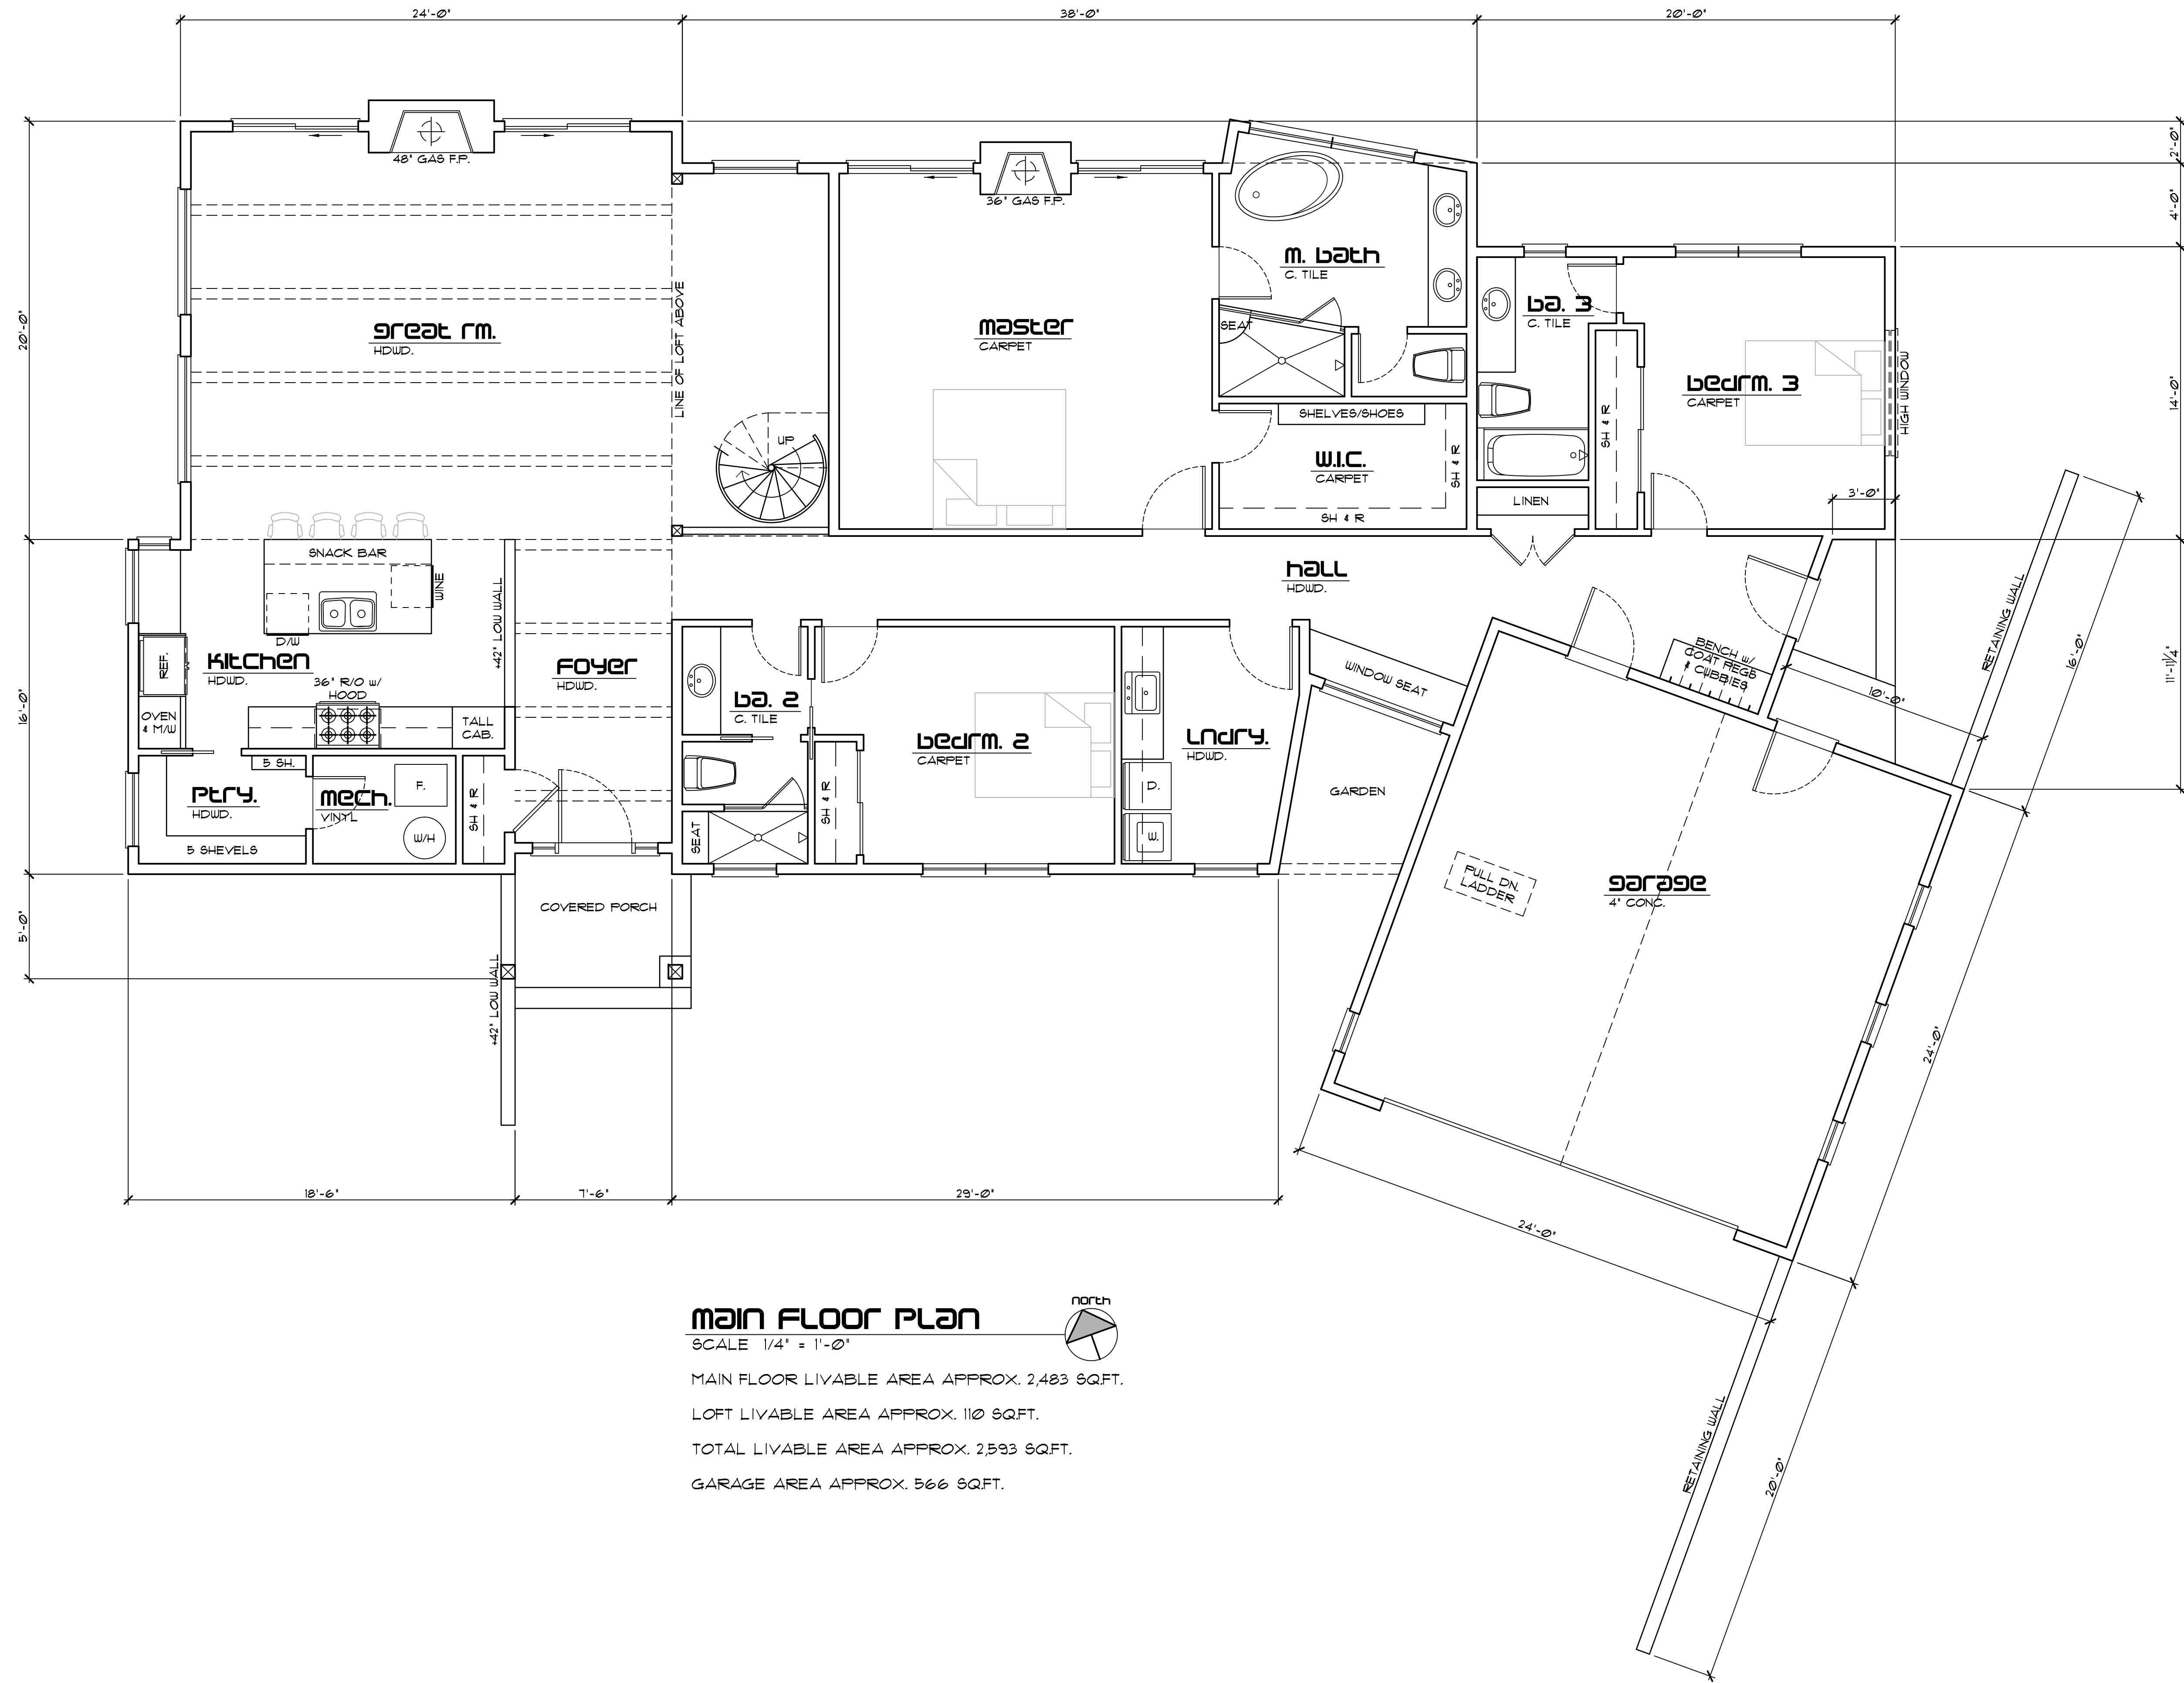 24'-0"
38'-0"
20'-0"
2'-0"
4'-0"
48" GAS F.P.
36" GAS F.P.
M. Bath
C. TILE
great rm.
HDWD.
LINE OF LOFT ABOVE
20'-0"
master
CARPET
SEAT
Ba. 3
C. TILE
Bedrm. 3
CARPET
HIGH WINDOW
14'-0"
SHELVES/SHOES
SH & R
UP
W.I.C.
CARPET
SH & R
SH & R
LINEN
3'-0"
SNACK BAR
WINE
D/W
+42" LOW WALL
hall
HDWD.
REF.
kitchen
HDWD.
36" R/O w/
HOOD
foyer
HDWD.
WINDOW SEAT
BENCH w/
COAT PEGS
& CUBBIES
RETAINING WALL
16'-0"
11'-11 1/4"
10'-0"
16'-0"
OVEN
& M/W
TALL
CAB.
Ba. 2
C. TILE
Bedrm. 2
CARPET
Lndry.
HDWD.
5 SH.
Ptry.
HDWD.
Mech.
VINYL
F.
W/H
SH & R
SH & R
D.
W.
GARDEN
5 SHEVELS
SEAT
PULL DN.
LADDER
garage
4" CONC.
COVERED PORCH
5'-0"
+42" LOW WALL
24'-0"
18'-6"
7'-6"
29'-0"
24'-0"
RETAINING WALL
20'-0"
Main Floor Plan
north
SCALE 1/4" = 1'-0"
MAIN FLOOR LIVABLE AREA APPROX. 2,483 SQ.FT.
LOFT LIVABLE AREA APPROX. 110 SQ.FT.
TOTAL LIVABLE AREA APPROX. 2,593 SQ.FT.
GARAGE AREA APPROX. 566 SQ.FT.